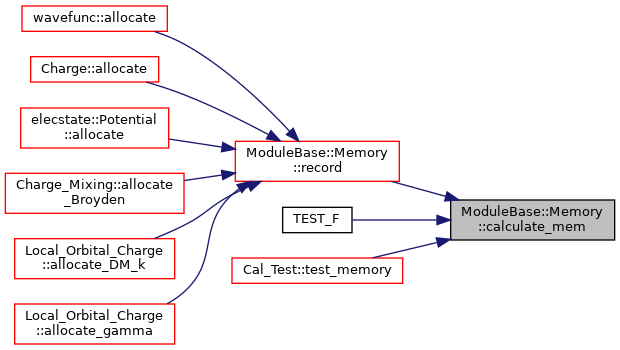 wavefunc::allocate
Charge::allocate
elecstate::Potential
::allocate
Charge_Mixing::allocate
_Broyden
Local_Orbital_Charge
::allocate_DM_k
Local_Orbital_Charge
::allocate_gamma
ModuleBase::Memory
::record
TEST_F
Cal_Test::test_memory
ModuleBase::Memory
::calculate_mem